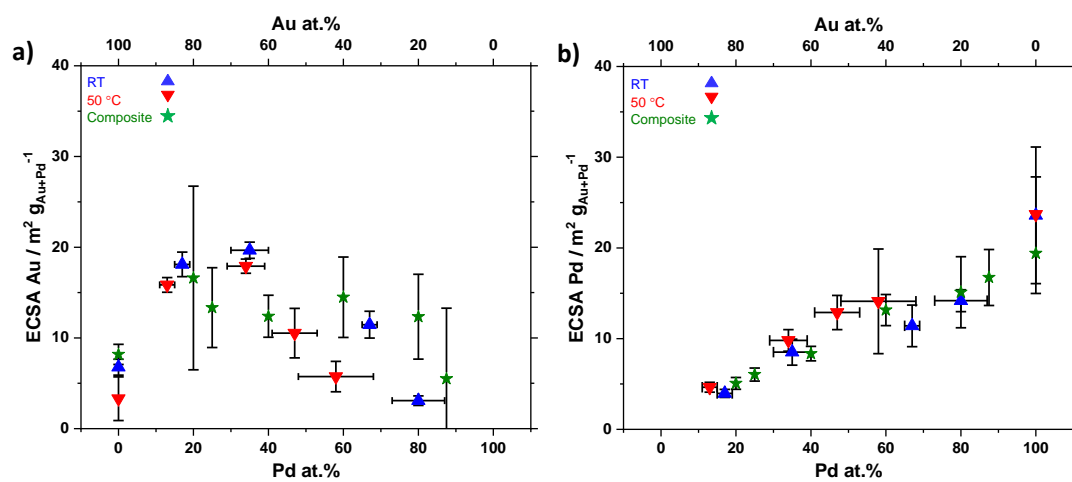 a)
Au at.%
100 80 60 40 20 0
RT
50 °C
Composite
40
30
20
10
0
ECSA Au / m² g_Au+Pd⁻¹
0 20 40 60 80 100
Pd at.%
b)
Au at.%
100 80 60 40 20 0
RT
50 °C
Composite
40
30
20
10
0
ECSA Pd / m² g_Au+Pd⁻¹
0 20 40 60 80 100
Pd at.%